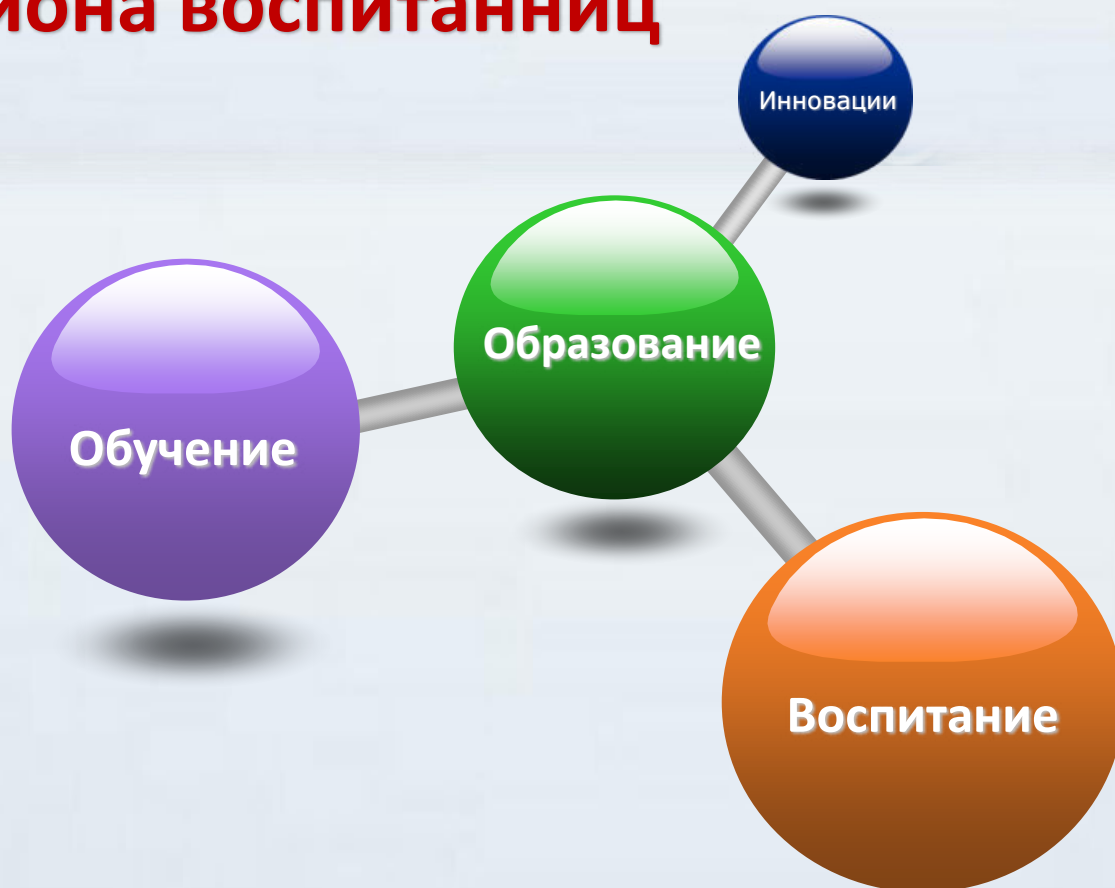 иона воспитанниц
Инновации
Образование
Обучение
Воспитание